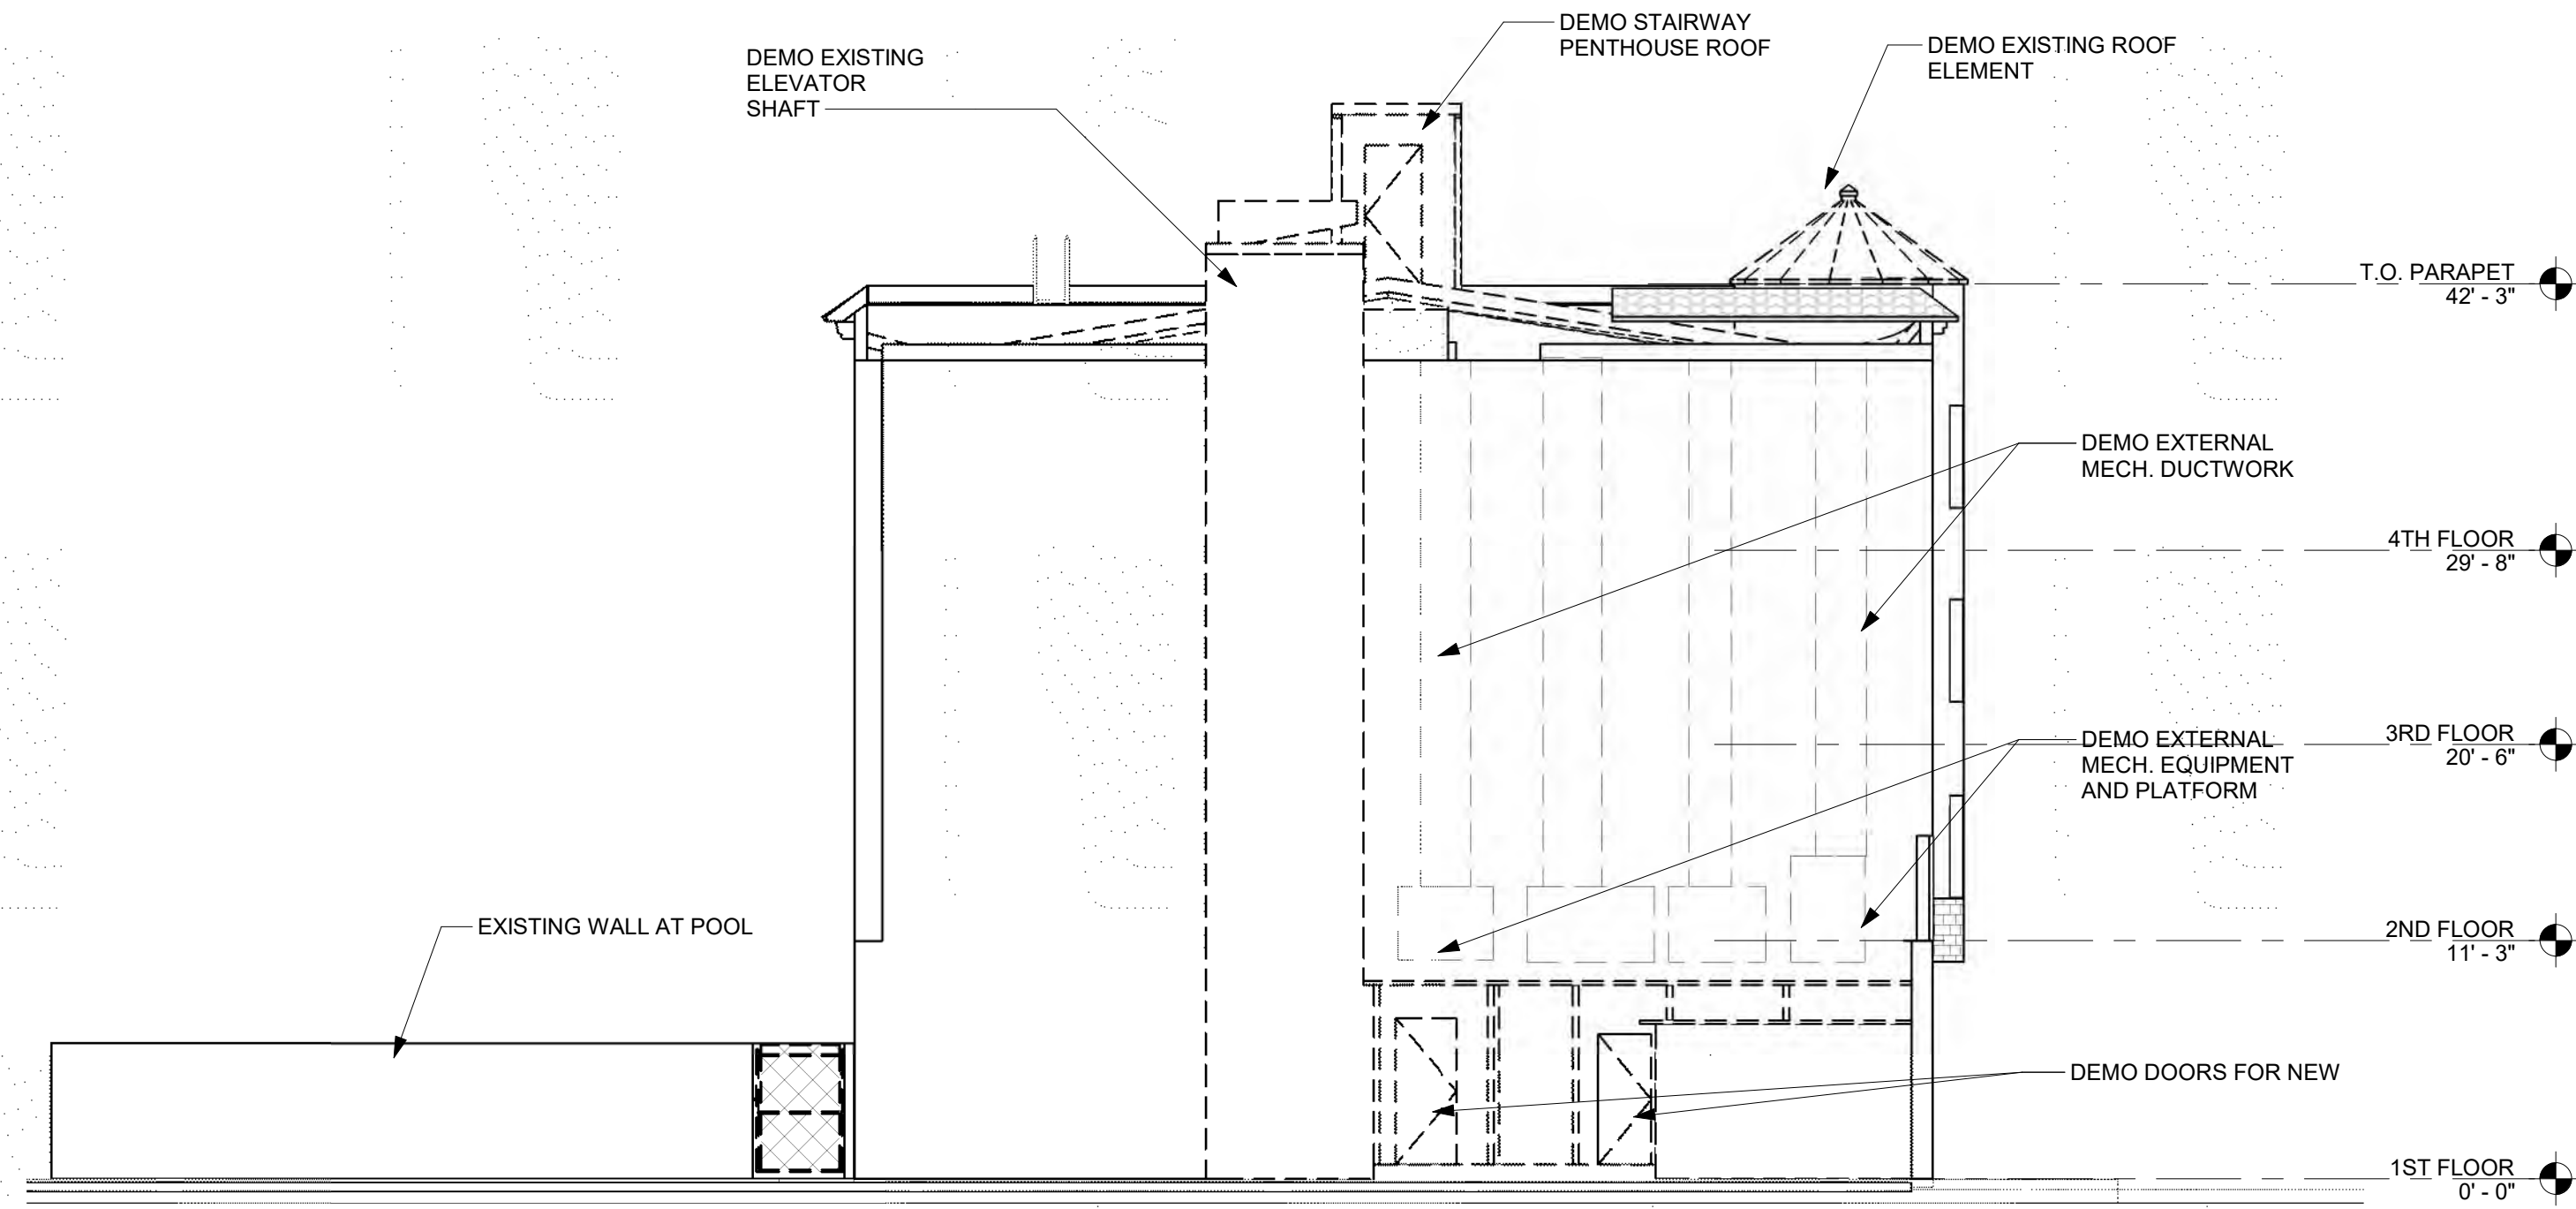 DEMO STAIRWAY
PENTHOUSE ROOF
DEMO EXISTING ROOF
ELEMENT
DEMO EXISTING
ELEVATOR
SHAFT
T.O. PARAPET
42' - 3"
DEMO EXTERNAL
MECH. DUCTWORK
4TH FLOOR
29' - 8"
3RD FLOOR
20' - 6"
DEMO EXTERNAL
MECH. EQUIPMENT
AND PLATFORM
EXISTING WALL AT POOL
2ND FLOOR
11' - 3"
DEMO DOORS FOR NEW
1ST FLOOR
0' - 0"